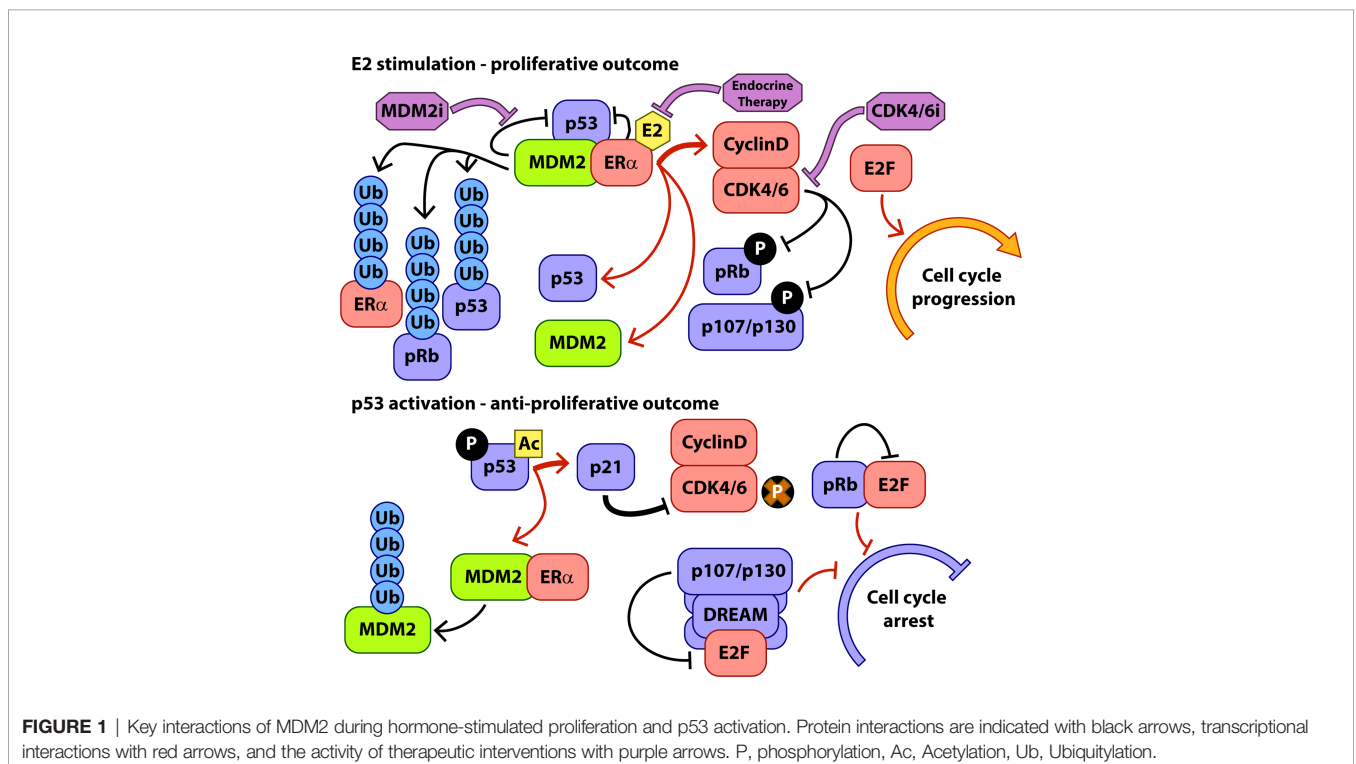 E2 stimulation - proliferative outcome
MDM2i
p53
E2
Endocrine
Therapy
CDK4/6i
MDM2
ERα
CyclinD
CDK4/6
E2F
Ub
Ub
Ub
Ub
ERα
Ub
Ub
Ub
Ub
pRb
Ub
Ub
Ub
Ub
p53
p53
MDM2
P
pRb
P
p107/p130
Cell cycle
progression
p53 activation - anti-proliferative outcome
P
Ac
p53
p21
CyclinD
CDK4/6
P
pRb
E2F
Ub
Ub
Ub
Ub
MDM2
MDM2
ERα
p107/p130
DREAM
E2F
Cell cycle
arrest
FIGURE 1 | Key interactions of MDM2 during hormone-stimulated proliferation and p53 activation. Protein interactions are indicated with black arrows, transcriptional
interactions with red arrows, and the activity of therapeutic interventions with purple arrows. P, phosphorylation, Ac, Acetylation, Ub, Ubiquitylation.